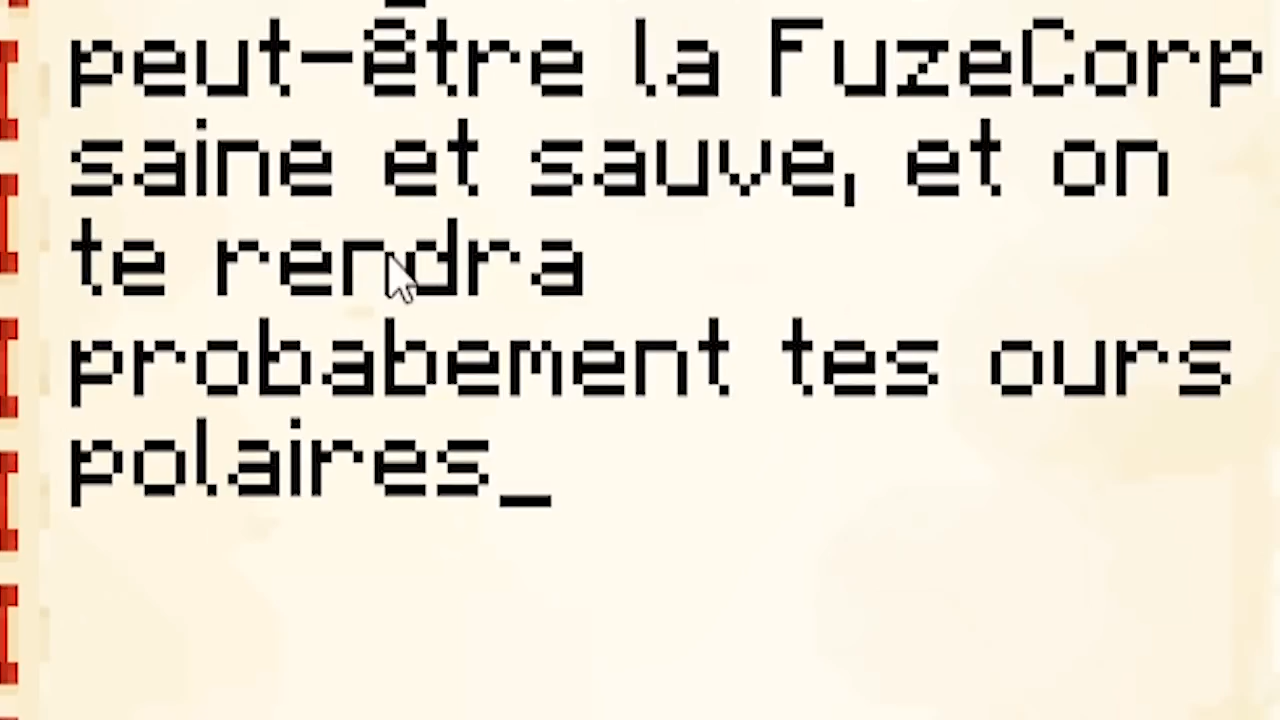 peut-être la FuzeCorp
saine et sauve, et on
te rendra
probabement tes ours
polaires_